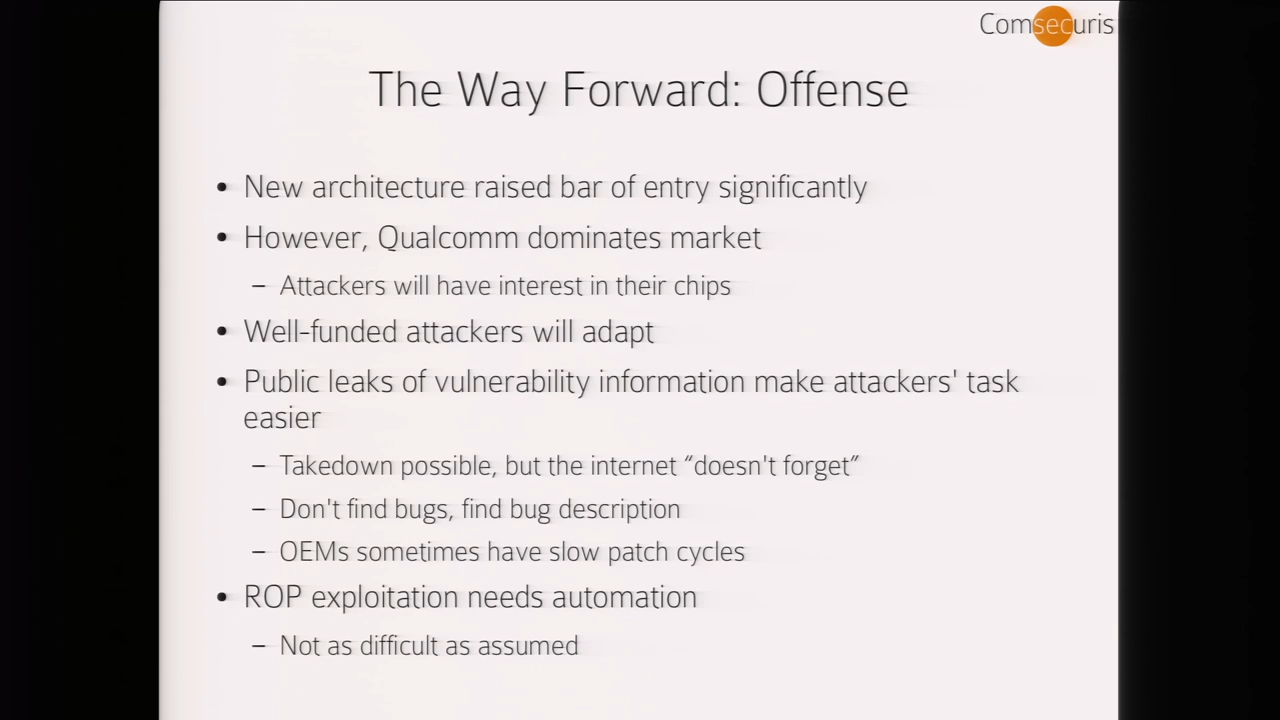 Comsecuris
The Way Forward: Offense
• New architecture raised bar of entry significantly
• However, Qualcomm dominates market
– Attackers will have interest in their chips
• Well-funded attackers will adapt
• Public leaks of vulnerability information make attackers' task
easier
– Takedown possible, but the internet “doesn't forget”
– Don't find bugs, find bug description
– OEMs sometimes have slow patch cycles
• ROP exploitation needs automation
– Not as difficult as assumed